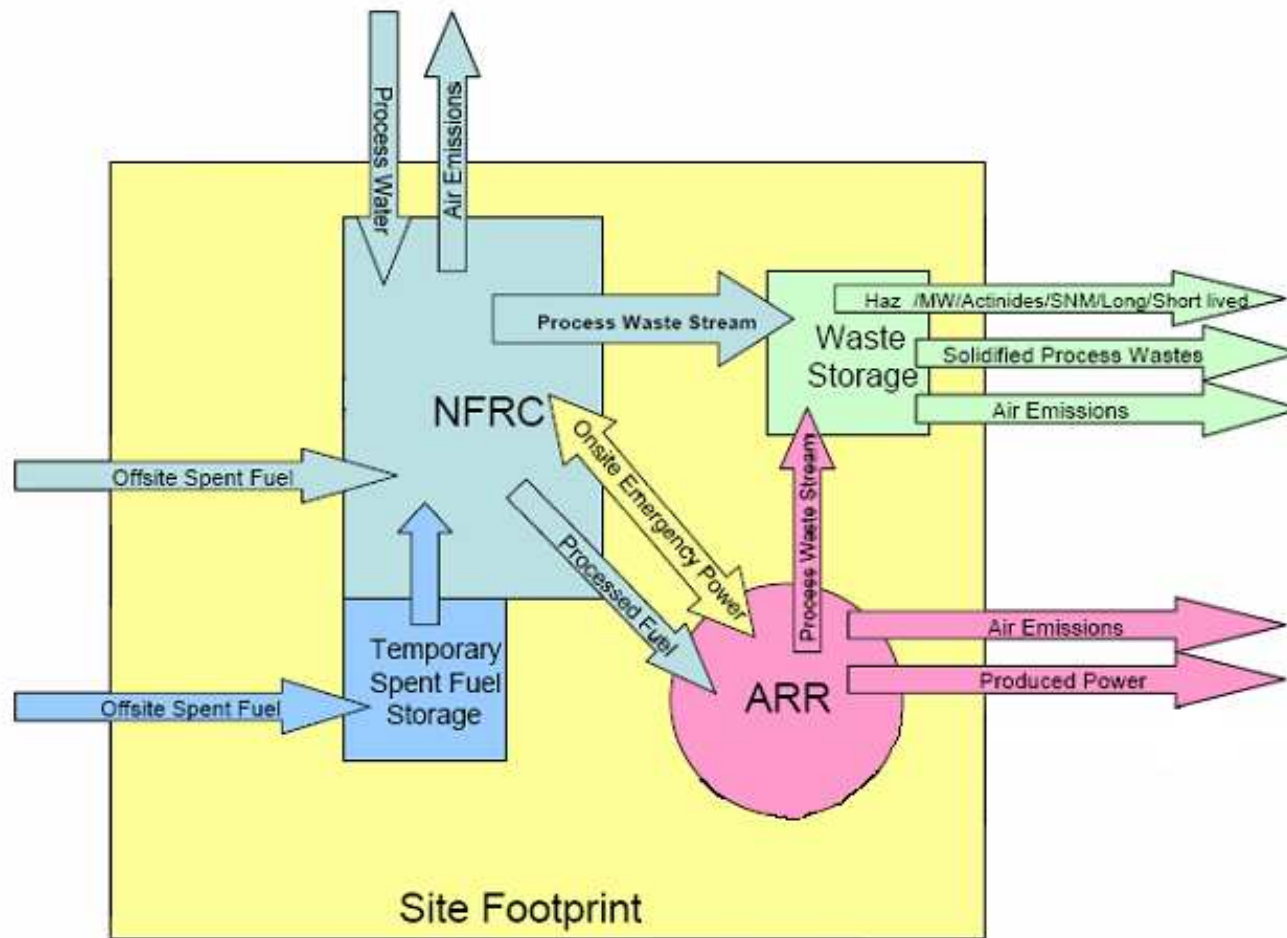 Process Water
Air Emissions
Process Waste Stream
Haz /MW/Actinides/SNM/Long/Short lived
Waste
Storage
Solidified Process Wastes
Air Emissions
NFRC
Offsite Spent Fuel
Onsite Emergency Power
Processed Fuel
Process Waste Stream
Temporary
Spent Fuel
Storage
Offsite Spent Fuel
ARR
Air Emissions
Produced Power
Site Footprint